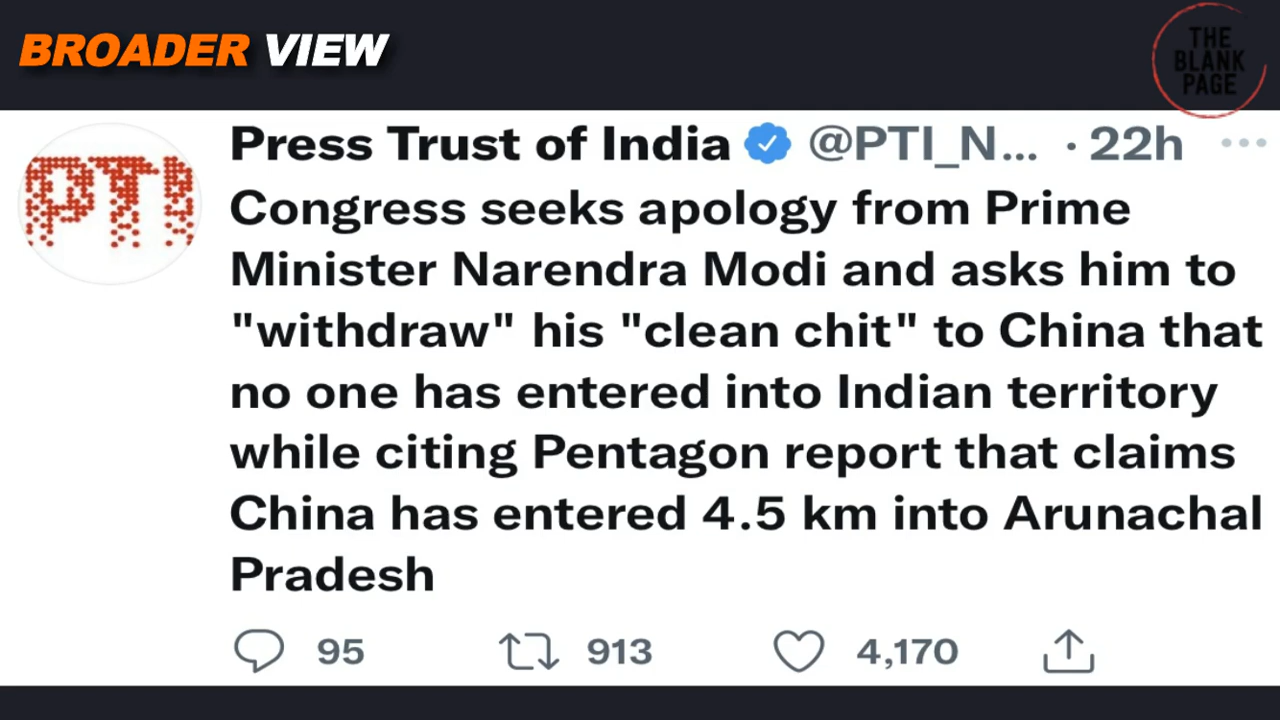 BROADER VIEW
THE
BLANK
PAGE
PTI
Press Trust of India @PTI_N... · 22h
Congress seeks apology from Prime
Minister Narendra Modi and asks him to
"withdraw" his "clean chit" to China that
no one has entered into Indian territory
while citing Pentagon report that claims
China has entered 4.5 km into Arunachal
Pradesh
95 913 4,170